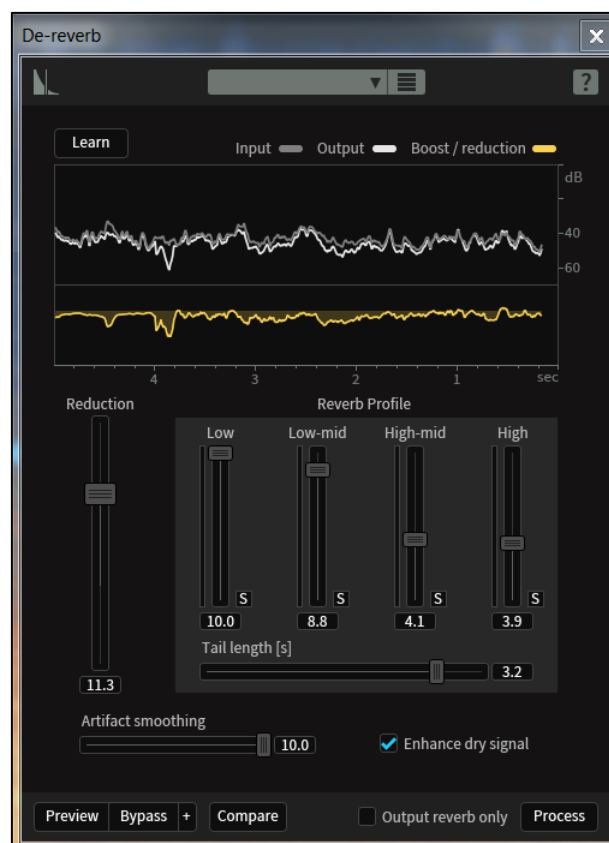 De-reverb
?
Learn
Input Output Boost / reduction
dB
-40
-60
4 3 2 1 sec
Reduction
Reverb Profile
Low Low-mid High-mid High
S S S S
10.0 8.8 4.1 3.9
Tail length [s]
3.2
11.3
Artifact smoothing
10.0
Enhance dry signal
Preview Bypass + Compare Output reverb only Process